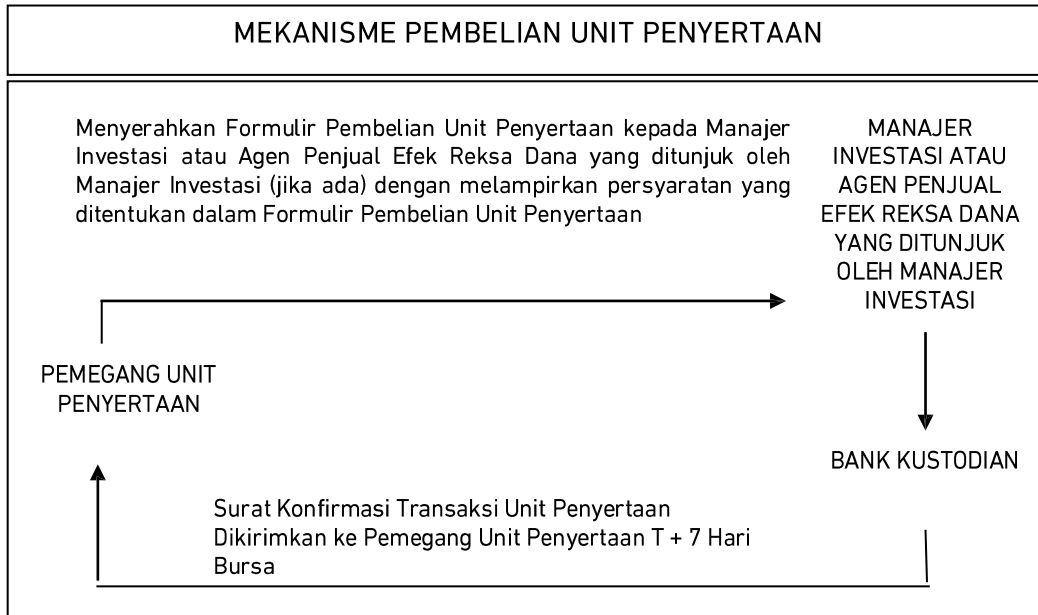 MEKANISME PEMBELIAN UNIT PENYERTAAN
Menyerahkan Formulir Pembelian Unit Penyertaan kepada Manajer
Investasi atau Agen Penjual Efek Reksa Dana yang ditunjuk oleh
Manajer Investasi (jika ada) dengan melampirkan persyaratan yang
ditentukan dalam Formulir Pembelian Unit Penyertaan
MANAJER
INVESTASI ATAU
AGEN PENJUAL
EFEK REKSA DANA
YANG DITUNJUK
OLEH MANAJER
INVESTASI
PEMEGANG UNIT
PENYERTAAN
BANK KUSTODIAN
Surat Konfirmasi Transaksi Unit Penyertaan
Dikirimkan ke Pemegang Unit Penyertaan T + 7 Hari
Bursa